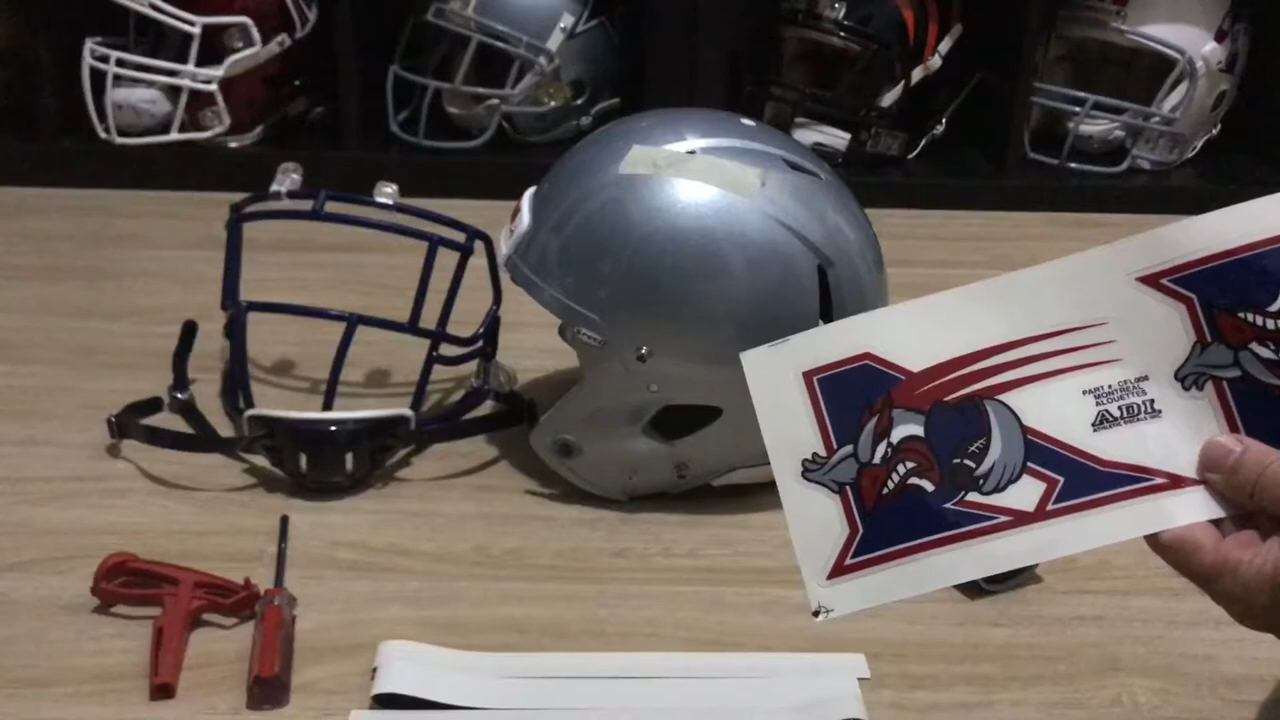 PART #: CFL006
MONTREAL
ALOUETTES
ADI
ATHLETIC DECALS INC.